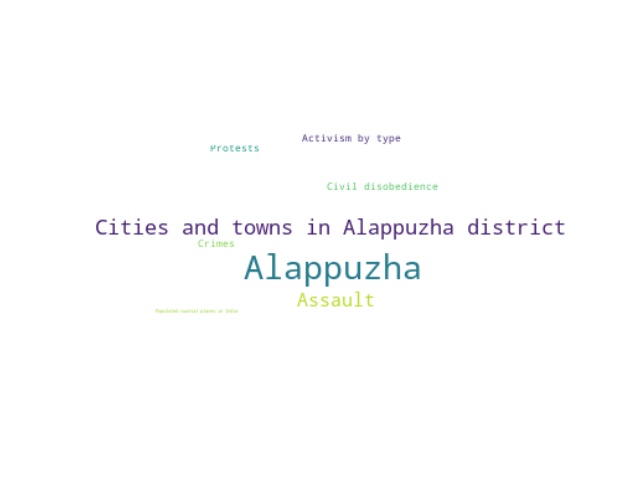 Activism by type
Protests
Civil disobedience
Cities and towns in Alappuzha district
Crimes
Alappuzha
Assault
Populated coastal places in India